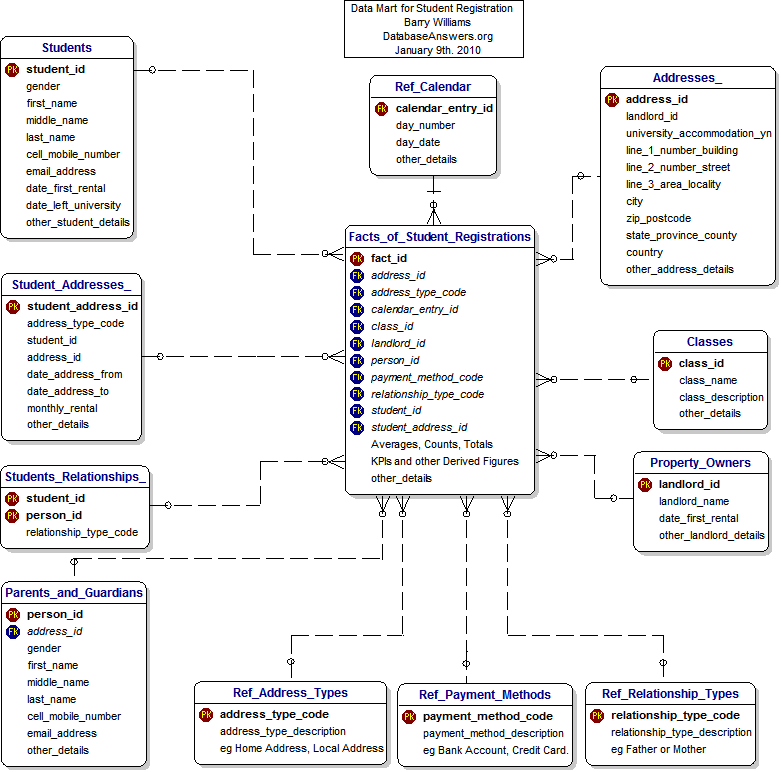 Data Mart for Student Registration
Barry Williams
DatabaseAnswers.org
January 9th. 2010
Students
Pk student_id
gender
first_name
middle_name
last_name
cell_mobile_number
email_address
date_first_rental
date_left_university
other_student_details
Ref_Calendar
Fk calendar_entry_id
day_number
day_date
other_details
Addresses_
Pk address_id
landlord_id
university_accommodation_yn
line_1_number_building
line_2_number_street
line_3_area_locality
city
zip_postcode
state_province_county
country
other_address_details
Facts_of_Student_Registrations
Pk fact_id
Fk address_id
Fk address_type_code
Fk calendar_entry_id
Fk class_id
Fk landlord_id
Fk person_id
Fk payment_method_code
Fk relationship_type_code
Fk student_id
Fk student_address_id
Averages, Counts, Totals
KPIs and other Derived Figures
other_details
Student_Addresses_
Pk student_address_id
address_type_code
student_id
address_id
date_address_from
date_address_to
monthly_rental
other_details
Classes
Pk class_id
class_name
class_description
other_details
Students_Relationships_
Pk student_id
Pk person_id
relationship_type_code
Property_Owners
Pk landlord_id
landlord_name
date_first_rental
other_landlord_details
Parents_and_Guardians
Pk person_id
Fk address_id
gender
first_name
middle_name
last_name
cell_mobile_number
email_address
other_details
Ref_Address_Types
Pk address_type_code
address_type_description
eg Home Address, Local Address
Ref_Payment_Methods
Pk payment_method_code
payment_method_description
eg Bank Account, Credit Card.
Ref_Relationship_Types
Pk relationship_type_code
relationship_type_description
eg Father or Mother